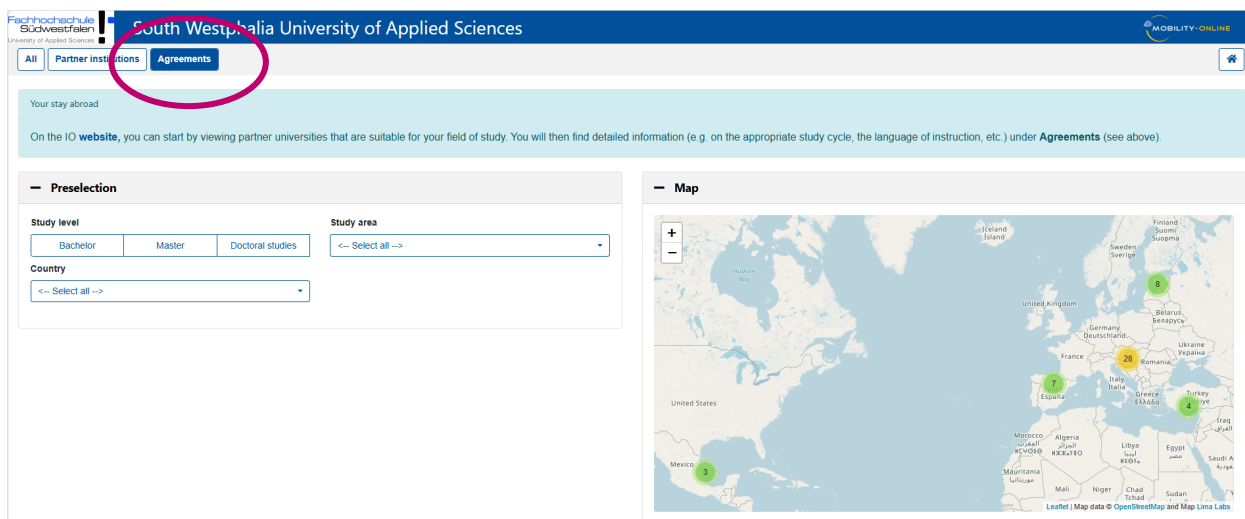 Fachhochschule
Südwestfalen
University of Applied Sciences
South Westphalia University of Applied Sciences
MOBILITY-ONLINE
All
Partner institutions
Agreements
Your stay abroad
On the IO website, you can start by viewing partner universities that are suitable for your field of study. You will then find detailed information (e.g. on the appropriate study cycle, the language of instruction, etc.) under Agreements (see above).
Preselection
Study level
Study area
Bachelor
Master
Doctoral studies
<-- Select all -->
Country
<-- Select all -->
Map
+
−
Iceland
Ísland
Finland
Suomi
Suopma
Sweden
Sverige
Hudson
Bay
8
United Kingdom
Belarus
Беларусь
Germany
Deutschland
Ukraine
Україна
France
28
Romania
Italy
Italia
7
España
Greece
Ελλάδα
Turkey
4
United States
Iraq
العراق
Morocco
المغرب
Algeria
الجزائر
Libya
ليبيا
Egypt
مصر
Saudi A
Mexico
3
Mauritania
موريتانيا
Mali
Niger
Chad
Tchad
Sudan
Leaflet | Map data © OpenStreetMap and Map Lima Labs